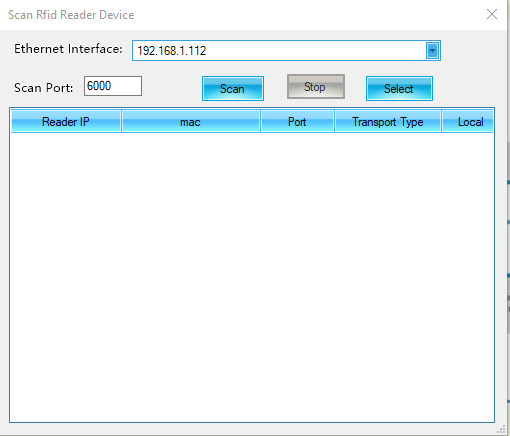 Scan Rfid Reader Device
Ethernet Interface: 192.168.1.112
Scan Port: 6000 Scan Stop Select
Reader IP mac Port Transport Type Local